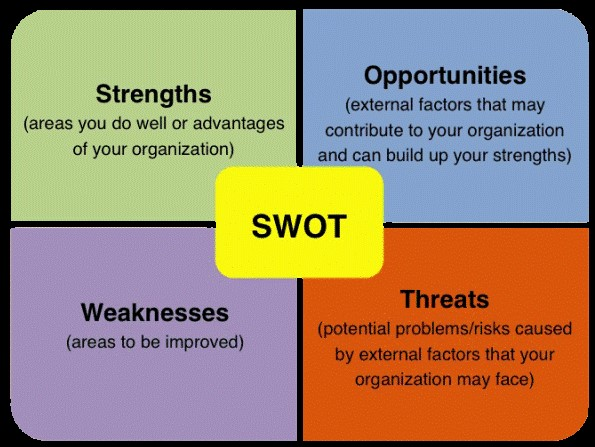 Strengths
(areas you do well or advantages
of your organization)
Opportunities
(external factors that may
contribute to your organization
and can build up your strengths)
SWOT
Weaknesses
(areas to be improved)
Threats
(potential problems/risks caused
by external factors that your
organization may face)